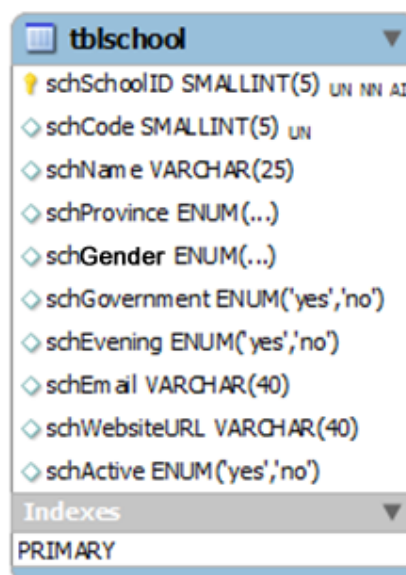 tblschool
schSchoolID SMALLINT(5) UN NN AI
schCode SMALLINT(5) UN
schName VARCHAR(25)
schProvince ENUM(...)
schGender ENUM(...)
schGovernment ENUM('yes','no')
schEvening ENUM('yes','no')
schEmail VARCHAR(40)
schWebsiteURL VARCHAR(40)
schActive ENUM('yes','no')
Indexes
PRIMARY